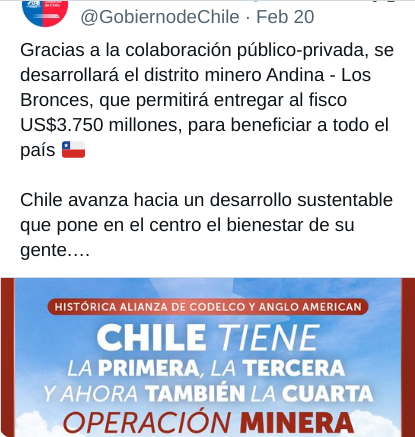 @GobiernodeChile · Feb 20
Gracias a la colaboración público-privada, se
desarrollará el distrito minero Andina - Los
Bronces, que permitirá entregar al fisco
US$3.750 millones, para beneficiar a todo el
país 🇨🇱
Chile avanza hacia un desarrollo sustentable
que pone en el centro el bienestar de su
gente.…
HISTÓRICA ALIANZA DE CODELCO Y ANGLO AMERICAN
CHILE TIENE
LA PRIMERA, LA TERCERA
Y AHORA TAMBIÉN LA CUARTA
OPERACIÓN MINERA